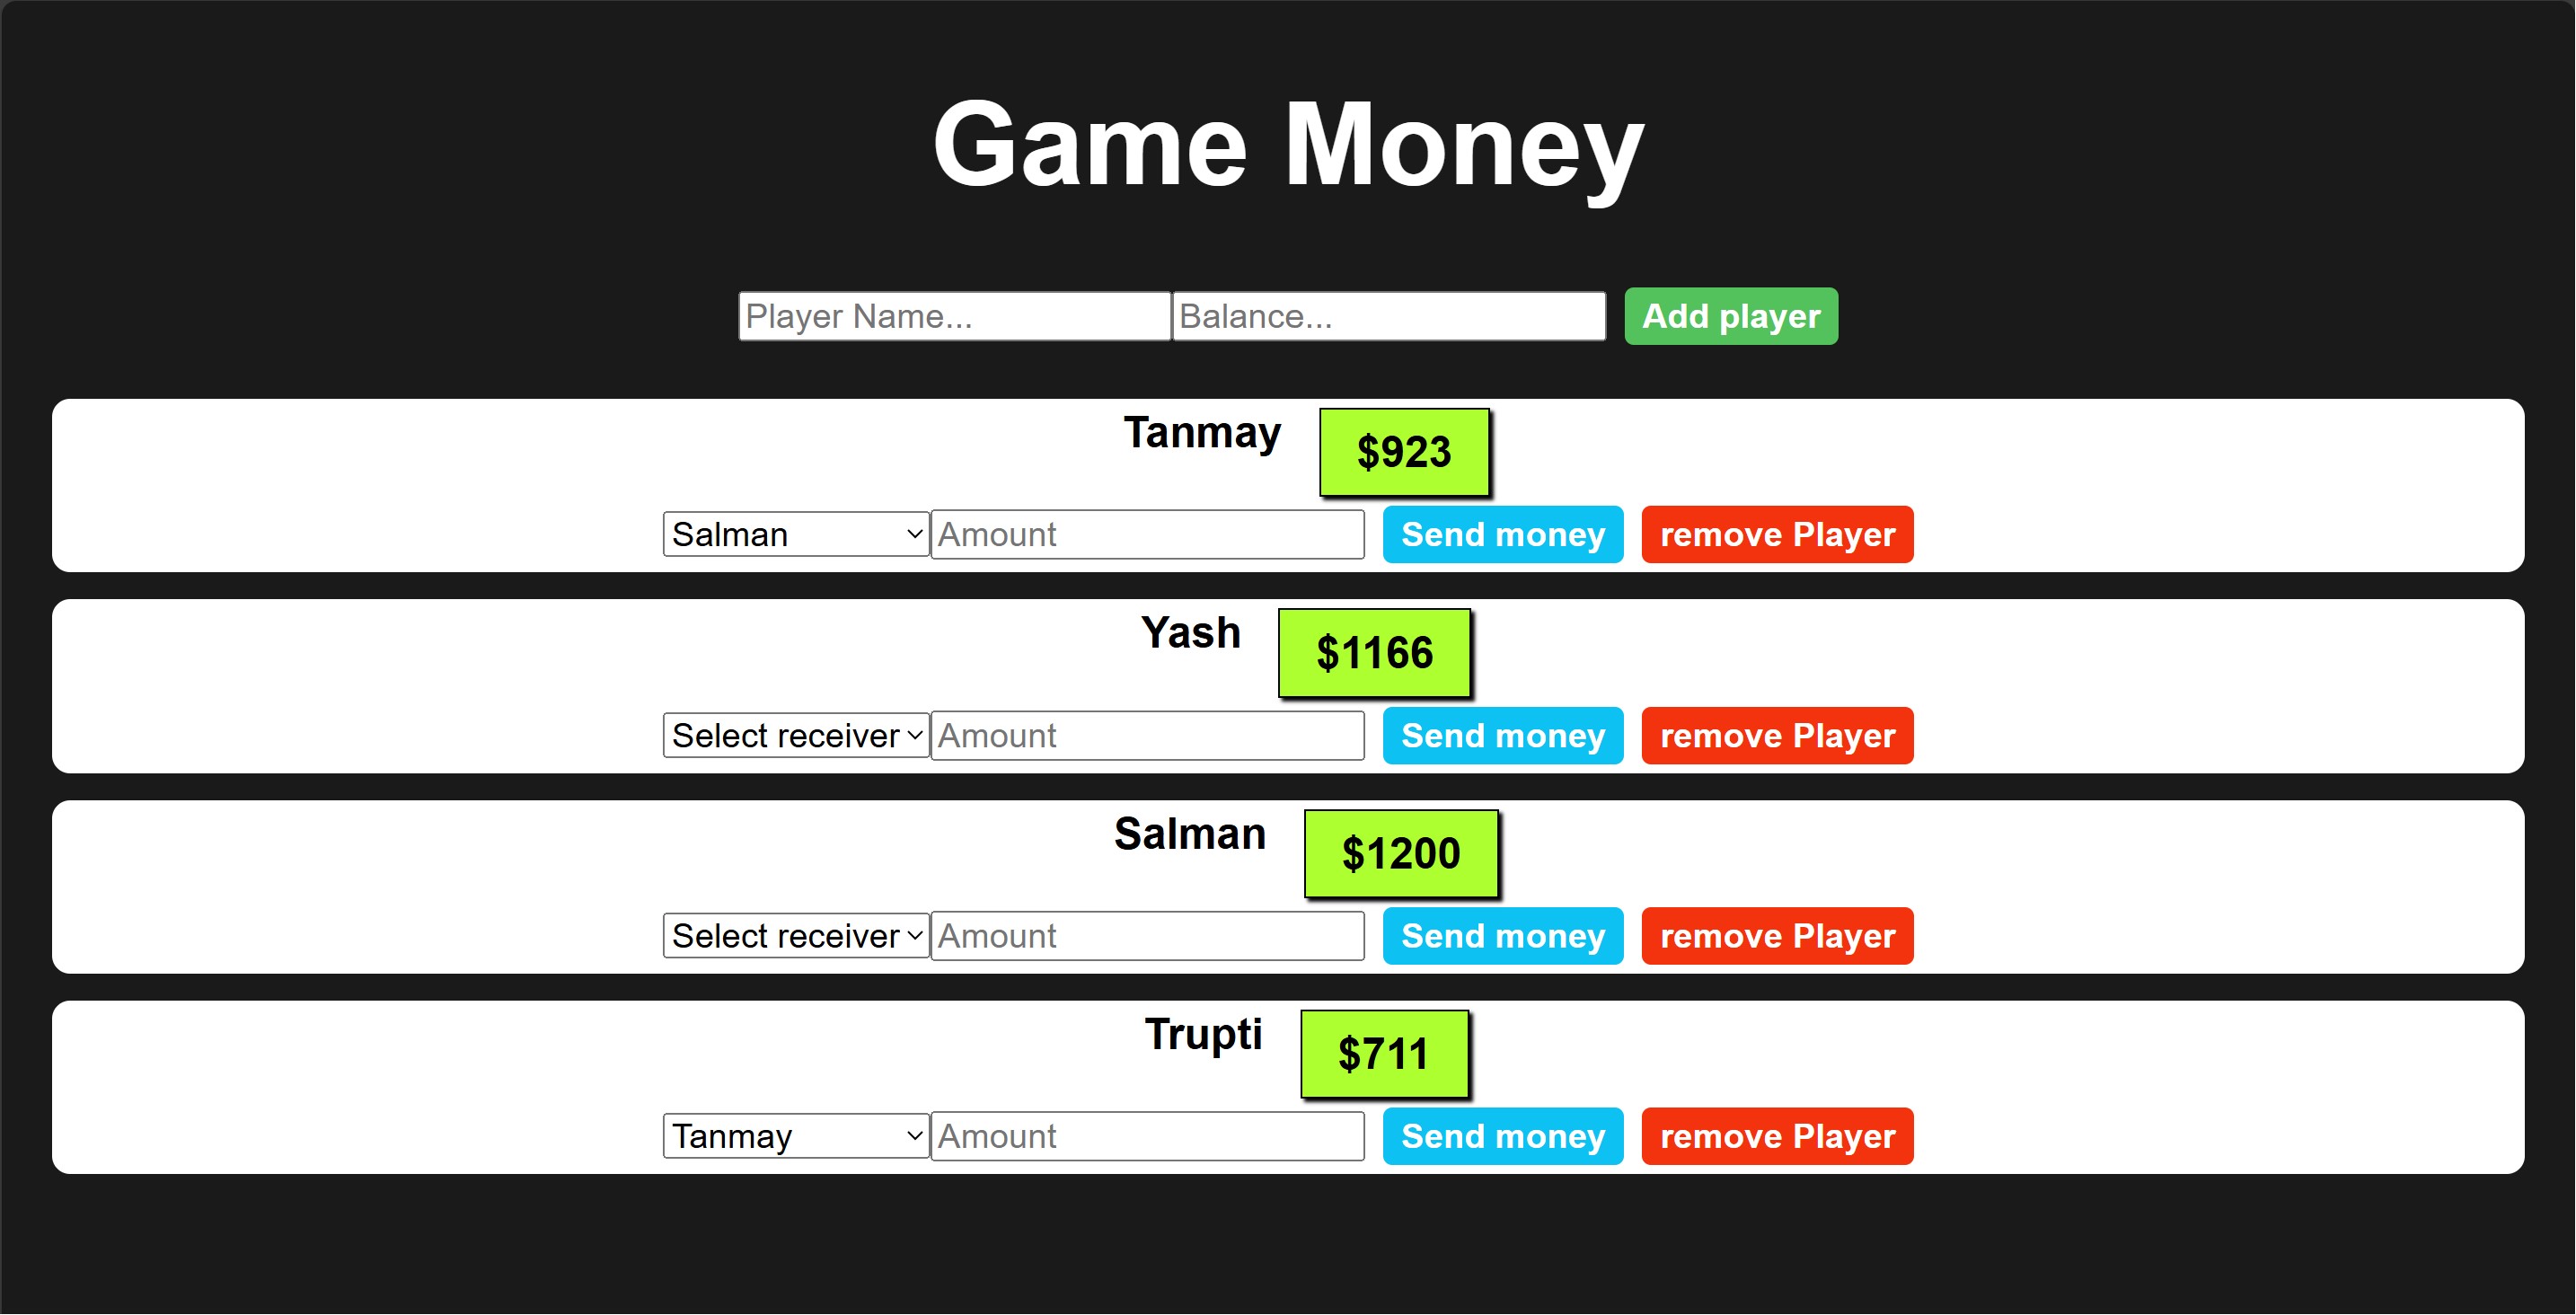 Game Money
Player Name... Balance... Add player
Tanmay $923
Salman Amount Send money remove Player
Yash $1166
Select receiver Amount Send money remove Player
Salman $1200
Select receiver Amount Send money remove Player
Trupti $711
Tanmay Amount Send money remove Player